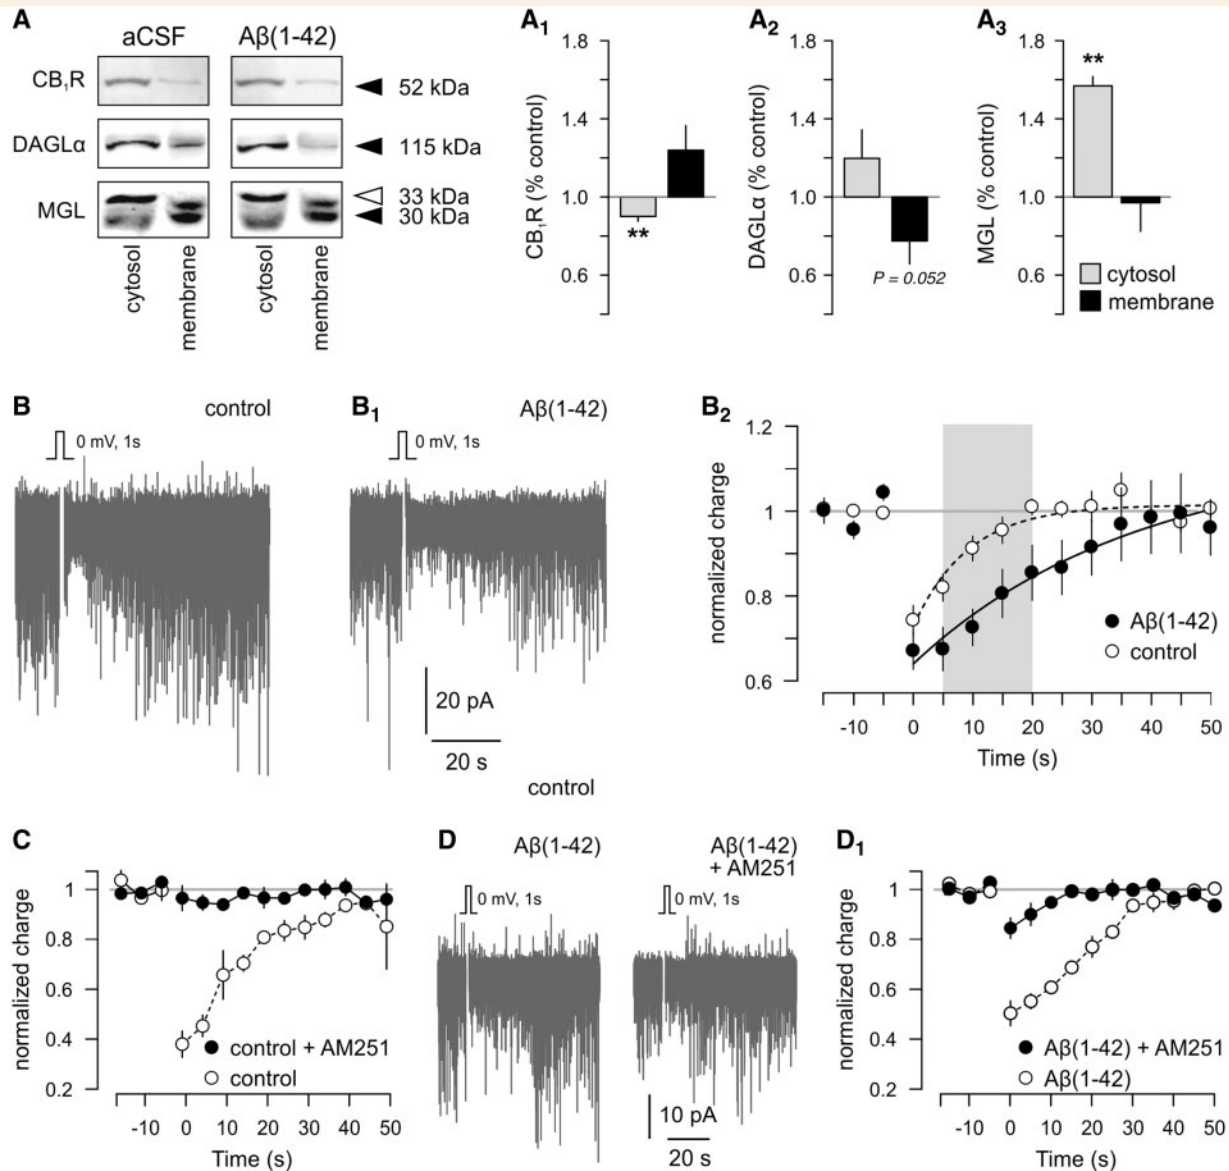 A
aCSF
Aβ(1-42)
CB₁R
52 kDa
DAGLα
115 kDa
MGL
33 kDa
30 kDa
cytosol
membrane
cytosol
membrane
A₁
1.8
1.4
1.0
0.6
CB₁R (% control)
**
A₂
1.8
1.4
1.0
0.6
DAGLα (% control)
P = 0.052
A₃
1.8
1.4
1.0
0.6
MGL (% control)
**
cytosol
membrane
B
control
0 mV, 1s
B₁
Aβ(1-42)
0 mV, 1s
20 pA
20 s
control
B₂
1.2
1
0.8
0.6
normalized charge
Aβ(1-42)
control
-10 0 10 20 30 40 50
Time (s)
C
1
0.8
0.6
0.4
0.2
normalized charge
control + AM251
control
-10 0 10 20 30 40 50
Time (s)
D
Aβ(1-42)
0 mV, 1s
Aβ(1-42)
+ AM251
0 mV, 1s
10 pA
20 s
D₁
1
0.8
0.6
0.4
0.2
normalized charge
Aβ(1-42) + AM251
Aβ(1-42)
-10 0 10 20 30 40 50
Time (s)